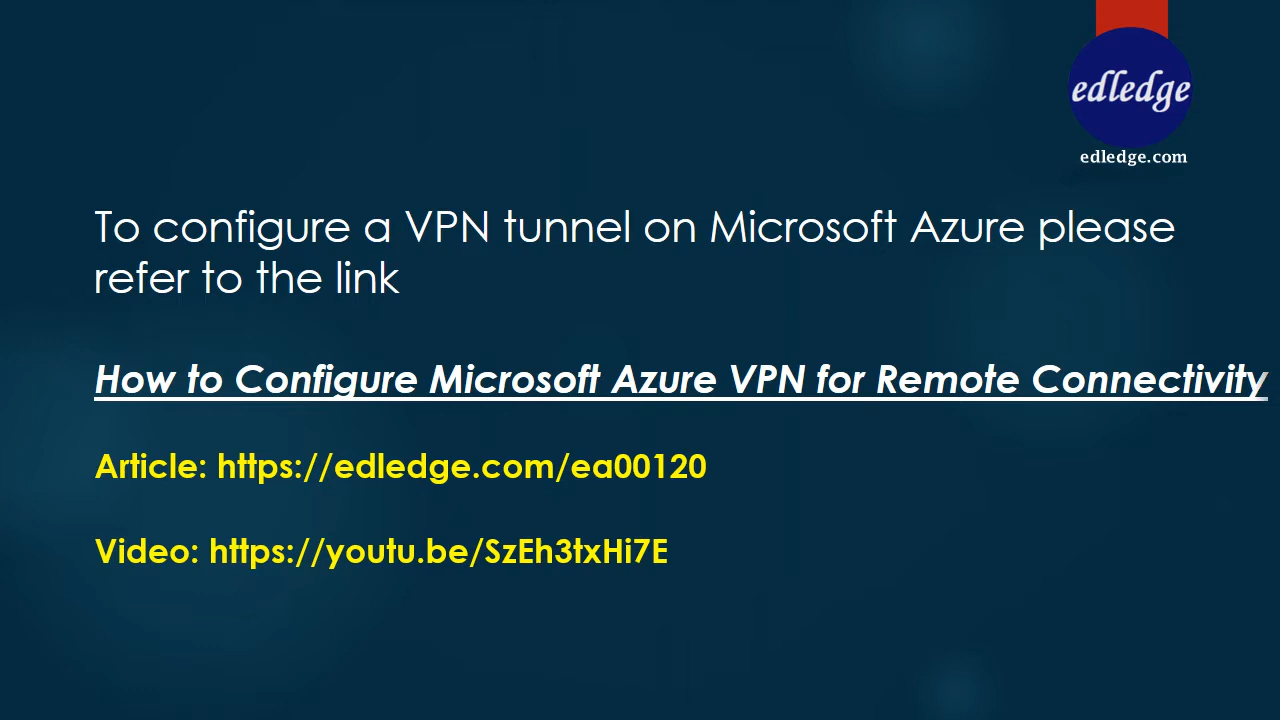 edledge
edledge.com
To configure a VPN tunnel on Microsoft Azure please
refer to the link
How to Configure Microsoft Azure VPN for Remote Connectivity
Article: https://edledge.com/ea00120
Video: https://youtu.be/SzEh3txHi7E